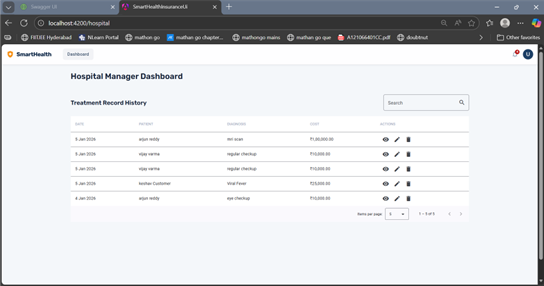 Swagger UI
SmartHealthInsuranceUi
localhost:4200/hospital
FIITJEE Hyderabad
NLearn Portal
mathon go
mathan go chapter...
mathongo mains
mathan go que
A121066401CC.pdf
doubtnut
Other favorites
SmartHealth
Dashboard
U
Hospital Manager Dashboard
Treatment Record History
Search
DATE PATIENT DIAGNOSIS COST ACTIONS
5 Jan 2026 arjun reddy mri scan ₹1,00,000.00
5 Jan 2026 vijay varma regular checkup ₹10,000.00
5 Jan 2026 vijay varma regular checkup ₹10,000.00
5 Jan 2026 keshav Customer Viral Fever ₹25,000.00
4 Jan 2026 arjun reddy eye checkup ₹10,000.00
Items per page: 5 1 – 5 of 5